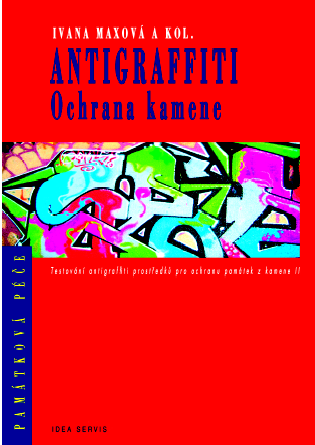 IVANA MAXOVÁ A KOL.
ANTIGRAFFITI
Ochrana kamene
Testování antigraffiti prostředků pro ochranu památek z kamene II
PAMÁTKOVÁ PÉČE
IDEA SERVIS